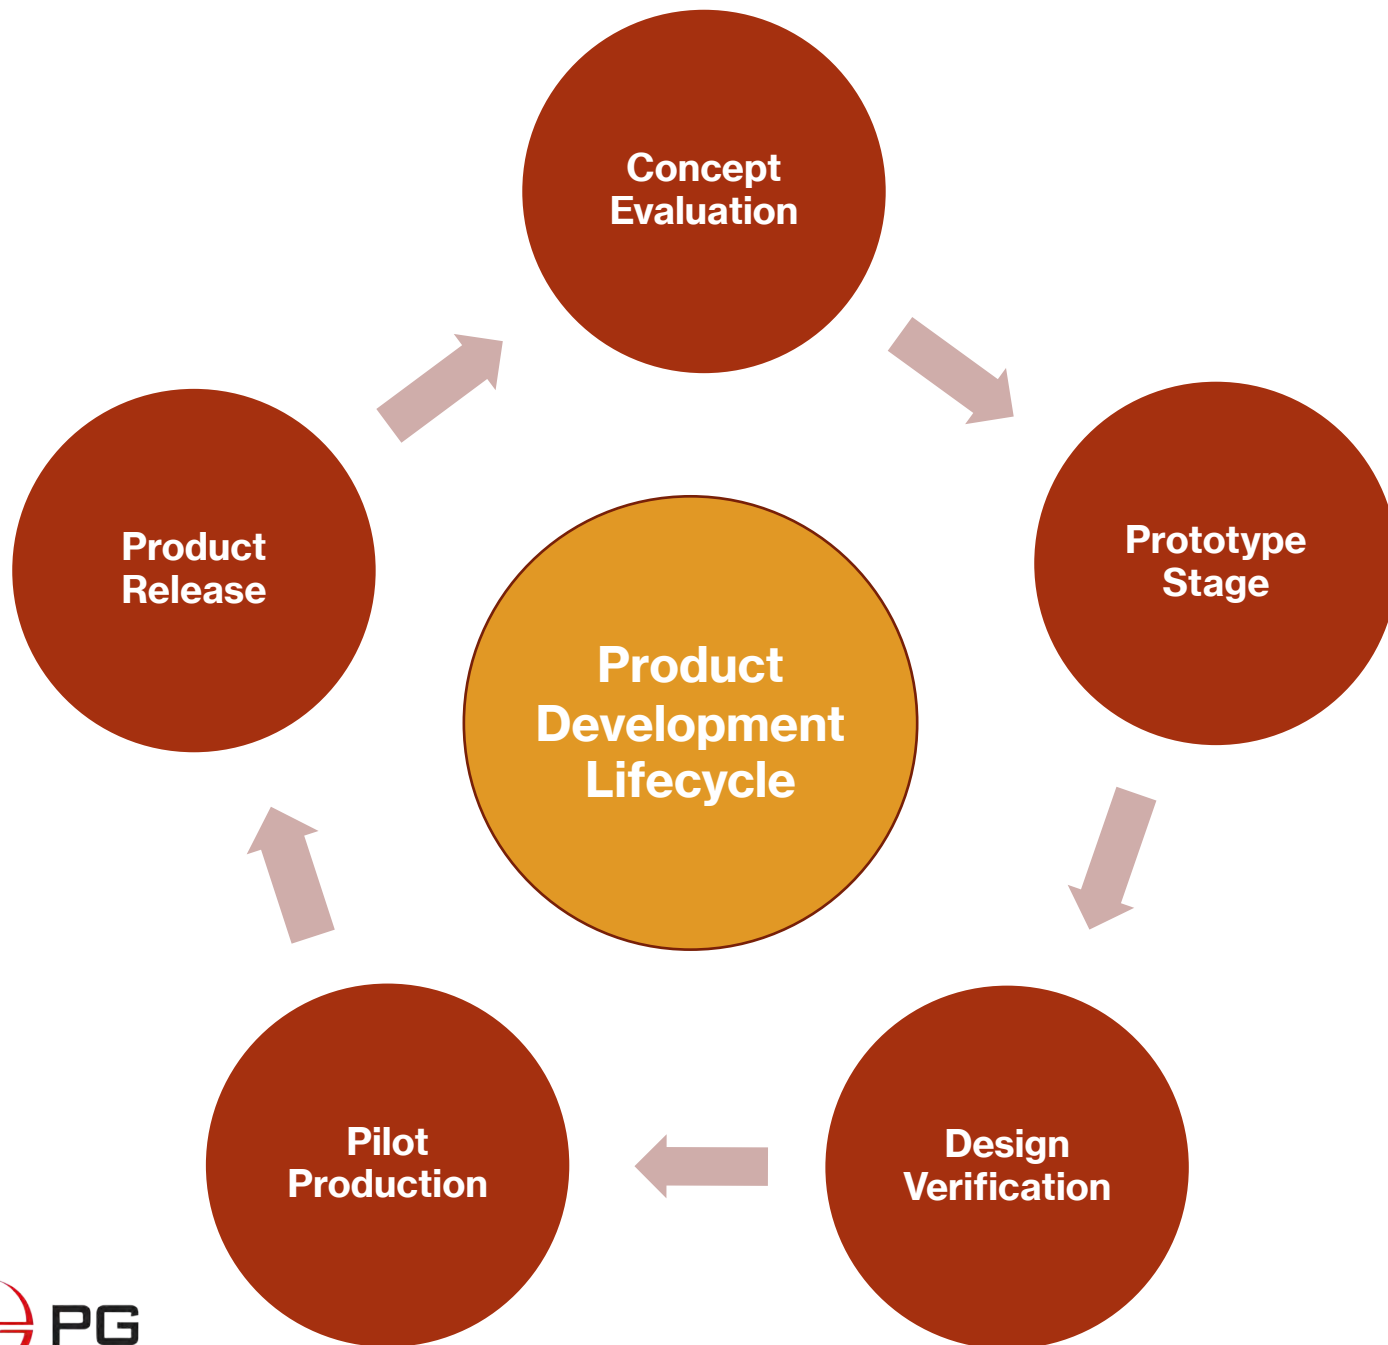 Concept
Evaluation
Prototype
Stage
Design
Verification
Pilot
Production
Product
Release
Product
Development
Lifecycle
PG